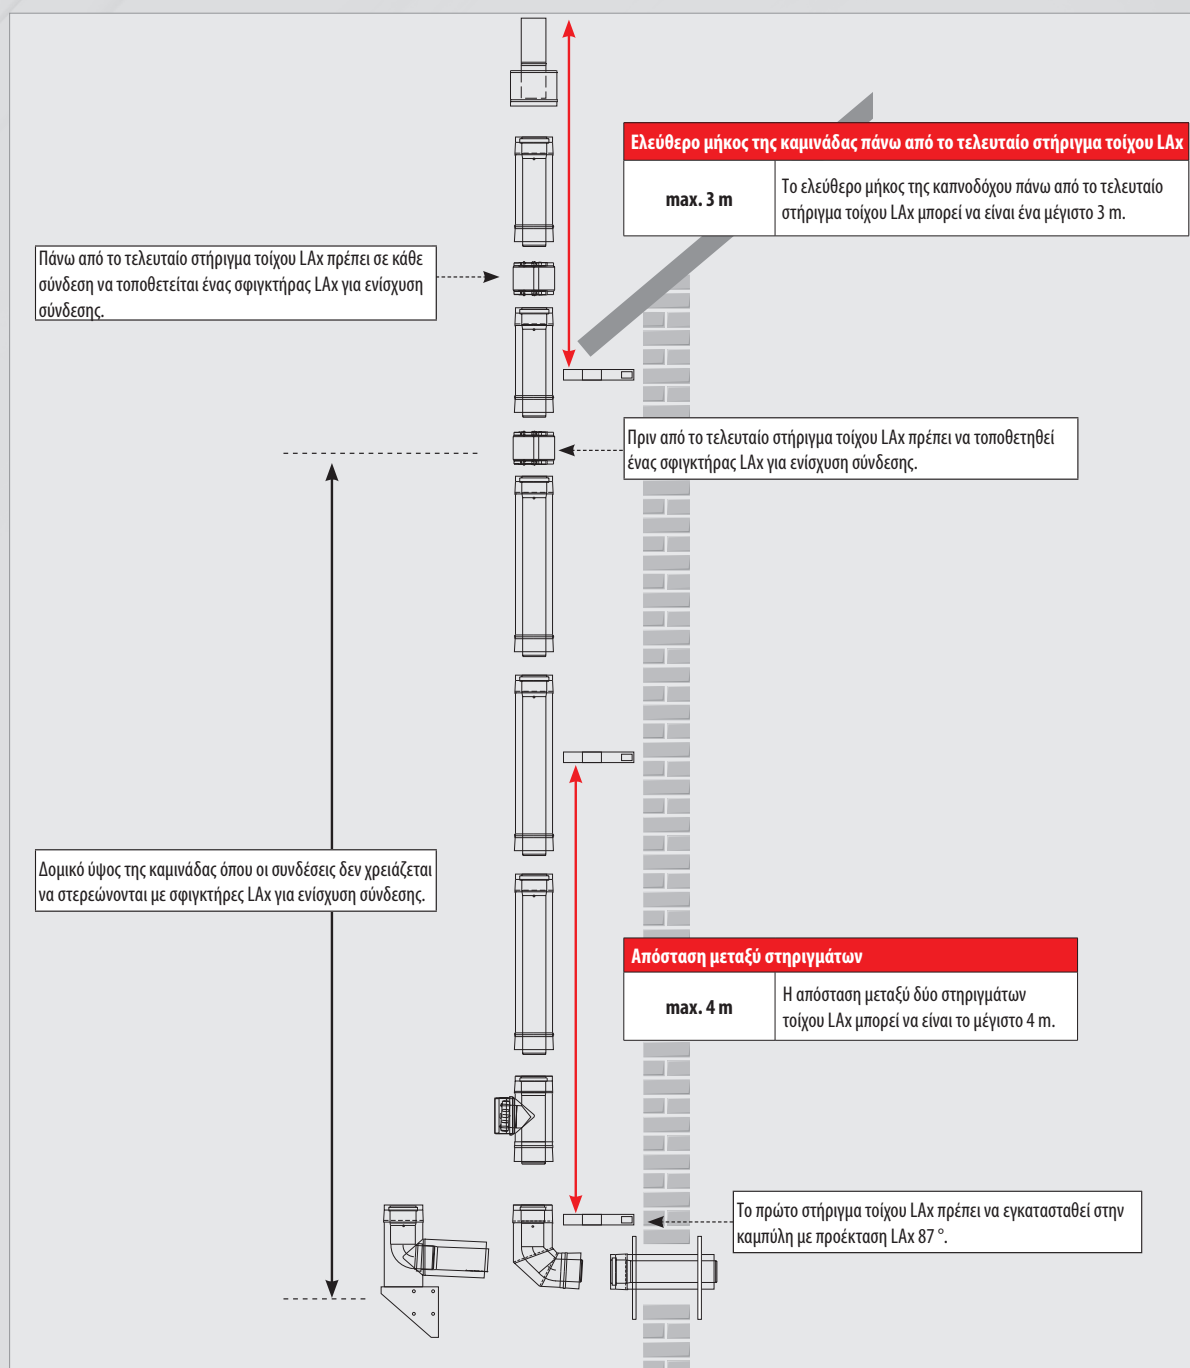 Ελεύθερο μήκος της καμινάδας πάνω από το τελευταίο στήριγμα τοίχου LAx
max. 3 m
Το ελεύθερο μήκος της καπνοδόχου πάνω από το τελευταίο
στήριγμα τοίχου LAx μπορεί να είναι ένα μέγιστο 3 m.
Πάνω από το τελευταίο στήριγμα τοίχου LAx πρέπει σε κάθε
σύνδεση να τοποθετείται ένας σφιγκτήρας LAx για ενίσχυση
σύνδεσης.
Πριν από το τελευταίο στήριγμα τοίχου LAx πρέπει να τοποθετηθεί
ένας σφιγκτήρας LAx για ενίσχυση σύνδεσης.
Δομικό ύψος της καμινάδας όπου οι συνδέσεις δεν χρειάζεται
να στερεώνονται με σφιγκτήρες LAx για ενίσχυση σύνδεσης.
Απόσταση μεταξύ στηριγμάτων
max. 4 m
Η απόσταση μεταξύ δύο στηριγμάτων
τοίχου LAx μπορεί να είναι το μέγιστο 4 m.
Το πρώτο στήριγμα τοίχου LAx πρέπει να εγκατασταθεί στην
καμπύλη με προέκταση LAx 87 °.